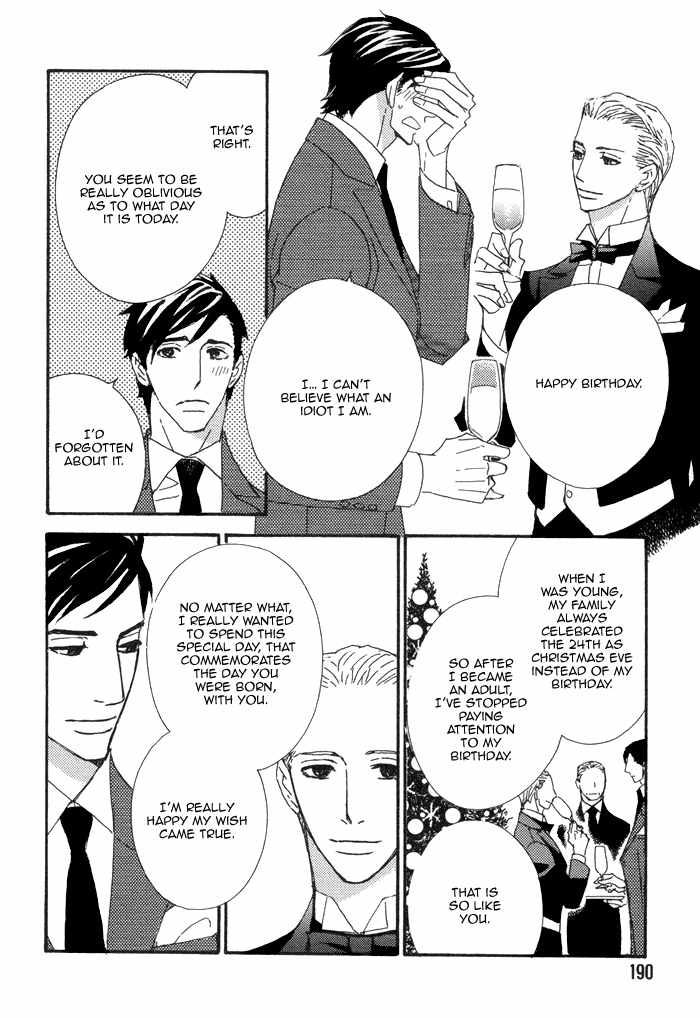 HAPPY BIRTHDAY.
I... I CAN'T
BELIEVE WHAT AN
IDIOT I AM.
THAT'S
RIGHT.
YOU SEEM TO BE
REALLY OBLIVIOUS
AS TO WHAT DAY
IT IS TODAY.
I'D
FORGOTTEN
ABOUT IT.
WHEN I
WAS YOUNG,
MY FAMILY
ALWAYS
CELEBRATED
THE 24TH AS
CHRISTMAS EVE
INSTEAD OF MY
BIRTHDAY.
SO AFTER
I BECAME
AN ADULT,
I'VE STOPPED
PAYING
ATTENTION
TO MY
BIRTHDAY.
THAT IS
SO LIKE
YOU.
NO MATTER WHAT,
I REALLY WANTED
TO SPEND THIS
SPECIAL DAY, THAT
COMMEMORATES
THE DAY YOU
WERE BORN,
WITH YOU.
I'M REALLY
HAPPY MY WISH
CAME TRUE.
190